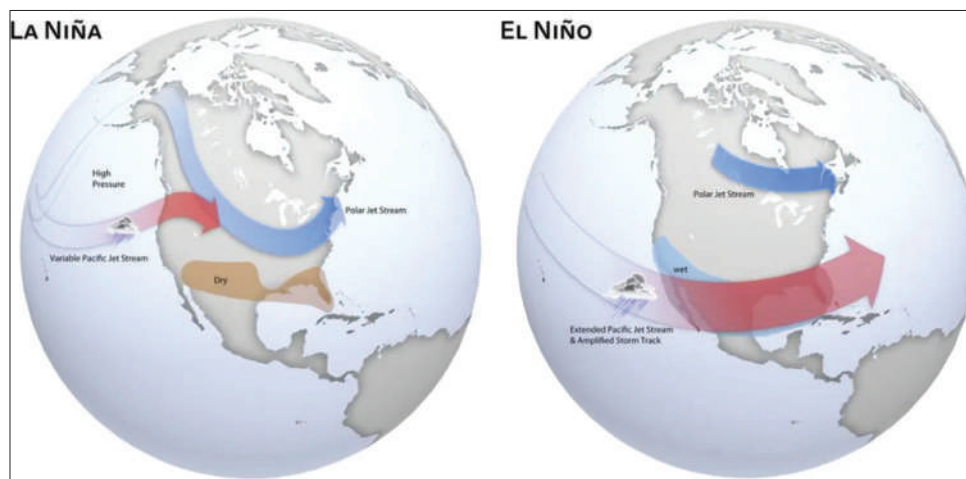 LA NIÑA
High
Pressure
Variable Pacific Jet Stream
Polar Jet Stream
Dry
EL NIÑO
Polar Jet Stream
wet
Extended Pacific Jet Stream
& Amplified Storm Track